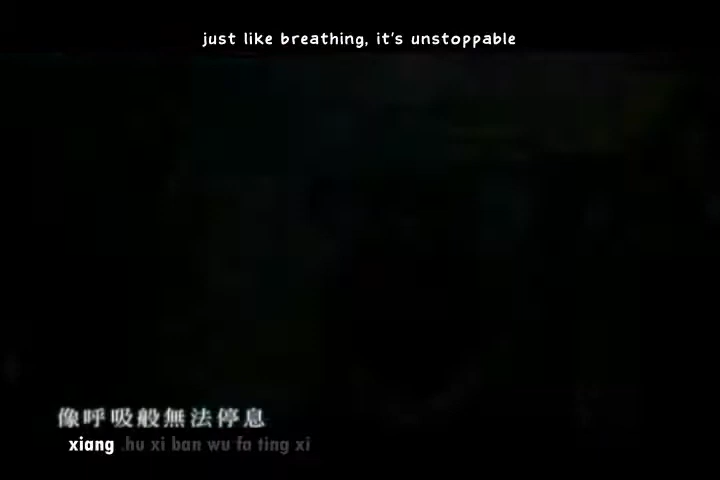 just like breathing, it's unstoppable
像呼吸般無法停息
xiang hu xi ban wu fa ting xi